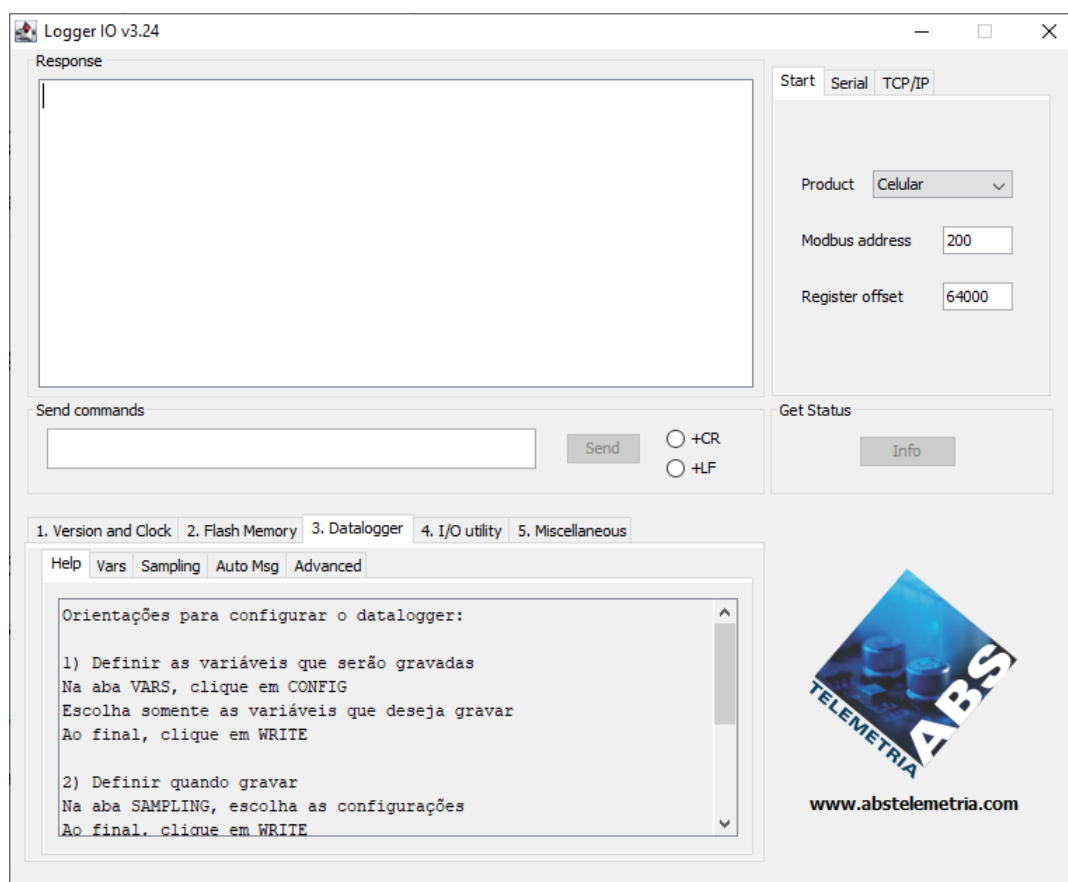 Logger IO v3.24
Response
Start Serial TCP/IP
Product Celular
Modbus address 200
Register offset 64000
Send commands
Send
+CR
+LF
Get Status
Info
1. Version and Clock 2. Flash Memory 3. Datalogger 4. I/O utility 5. Miscellaneous
Help Vars Sampling Auto Msg Advanced
Orientações para configurar o datalogger:
1) Definir as variáveis que serão gravadas
Na aba VARS, clique em CONFIG
Escolha somente as variáveis que deseja gravar
Ao final, clique em WRITE
2) Definir quando gravar
Na aba SAMPLING, escolha as configurações
Ao final, clique em WRITE
TELEMETRIA
ABS
www.abstelemetria.com